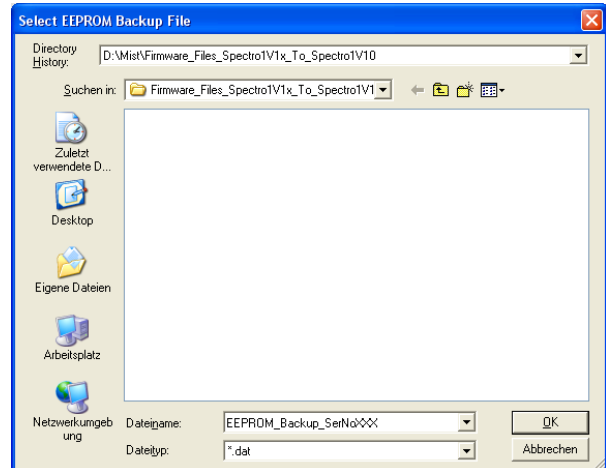 Select EEPROM Backup File
Directory
History:
D:\Mist\Firmware_Files_Spectro1V1x_To_Spectro1V10
Suchen in:
Firmware_Files_Spectro1V1x_To_Spectro1V1
Zuletzt
verwendete D...
Desktop
Eigene Dateien
Arbeitsplatz
Netzwerkumgeb
ung
Dateiname:
EEPROM_Backup_SerNoXXX
OK
Dateityp:
*.dat
Abbrechen